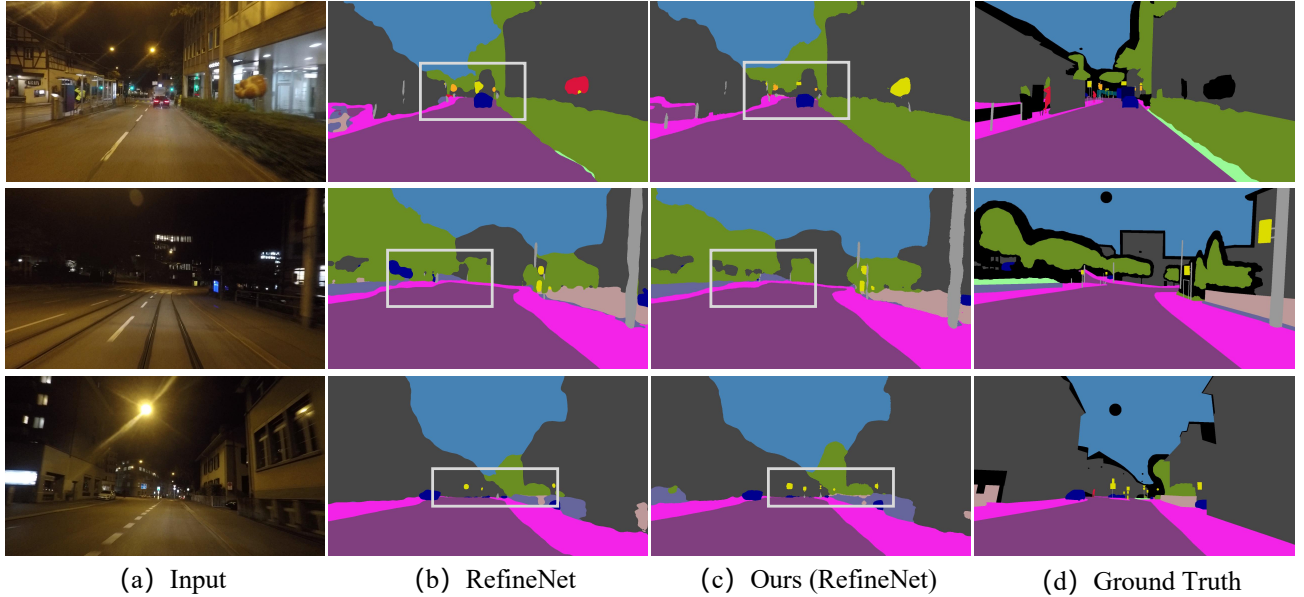 (a) Input
(b) RefineNet
(c) Ours (RefineNet)
(d) Ground Truth